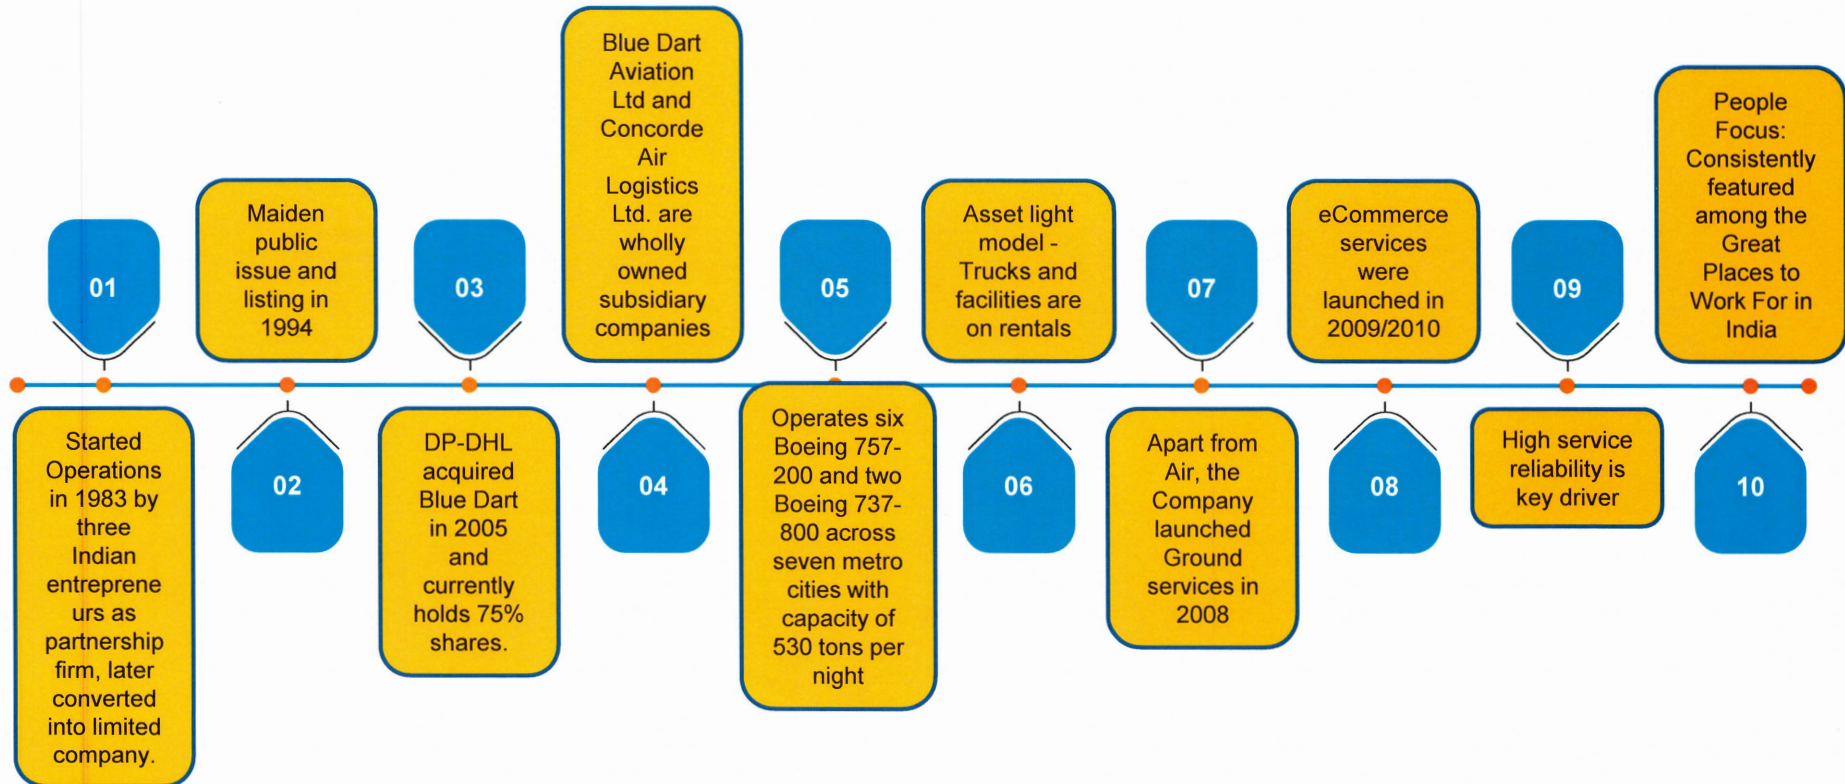 01
Started
Operations
in 1983 by
three
Indian
entreprene
urs as
partnership
firm, later
converted
into limited
company.
Maiden
public
issue and
listing in
1994
02
03
DP-DHL
acquired
Blue Dart
in 2005
and
currently
holds 75%
shares.
Blue Dart
Aviation
Ltd and
Concorde
Air
Logistics
Ltd. are
wholly
owned
subsidiary
companies
04
05
Operates six
Boeing 757-
200 and two
Boeing 737-
800 across
seven metro
cities with
capacity of
530 tons per
night
Asset light
model -
Trucks and
facilities are
on rentals
06
07
Apart from
Air, the
Company
launched
Ground
services in
2008
eCommerce
services
were
launched in
2009/2010
08
09
High service
reliability is
key driver
People
Focus:
Consistently
featured
among the
Great
Places to
Work For in
India
10